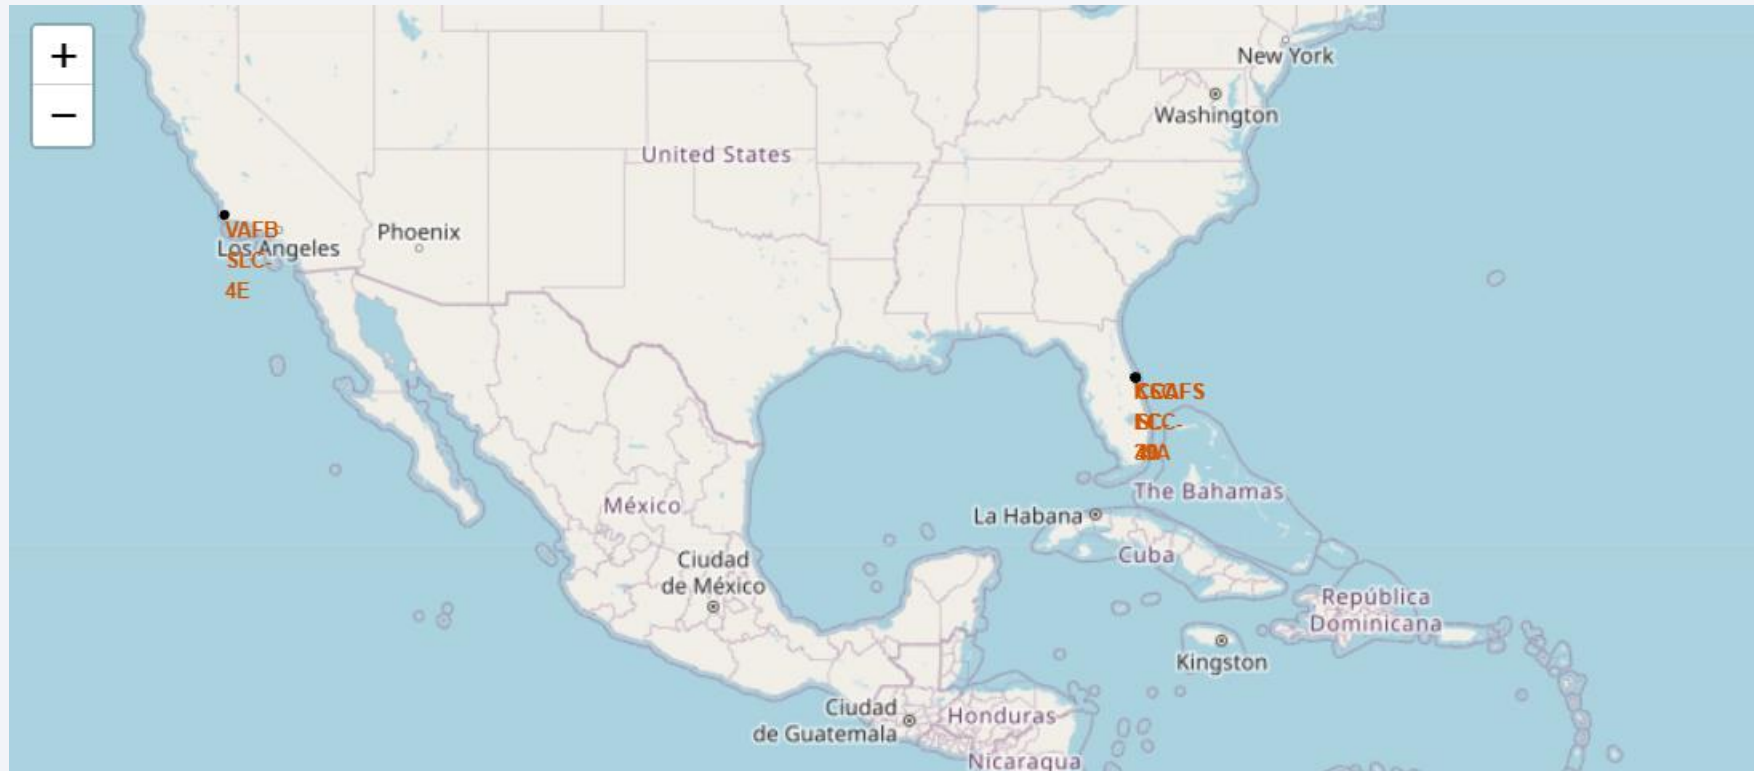 +
−
New York
Washington
United States
VAFB
SLC-
4E
Los Angeles
Phoenix
México
Ciudad
de México
La Habana
The Bahamas
Cuba
República
Dominicana
Kingston
Ciudad
de Guatemala
Honduras
Nicaragua